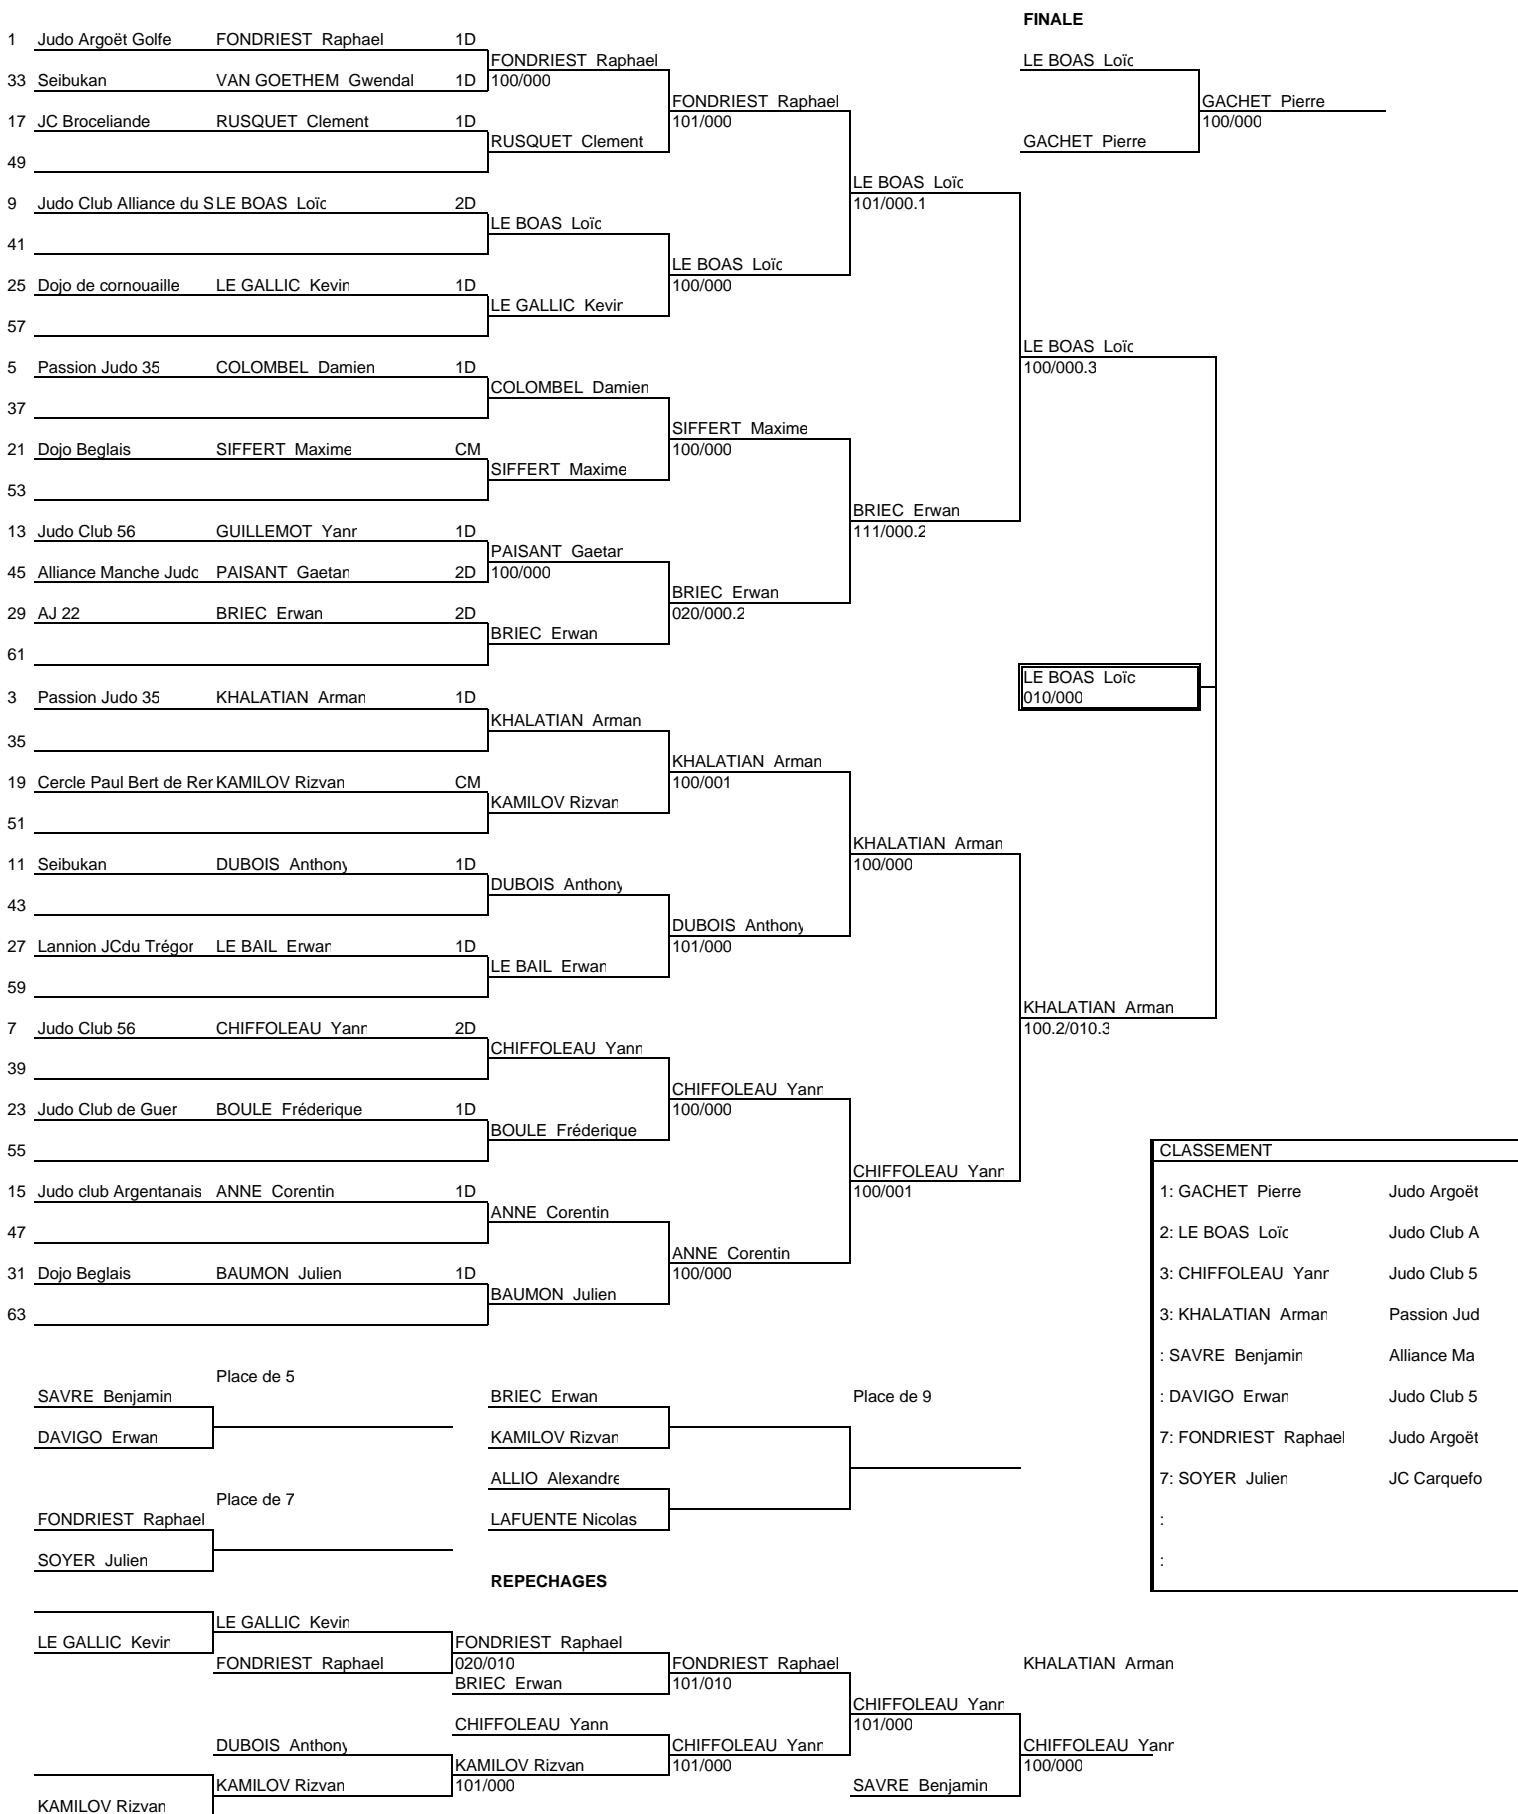 FINALE
1 Judo Argoët Golfe FONDRIEST Raphael 1D
FONDRIEST Raphael
LE BOAS Loïc
33 Seibukan VAN GOETHEM Gwendal 1D 100/000
FONDRIEST Raphael
GACHET Pierre
17 JC Broceliande RUSQUET Clement 1D
101/000
100/000
RUSQUET Clement
GACHET Pierre
49
LE BOAS Loïc
9 Judo Club Alliance du S LE BOAS Loïc 2D
101/000.1
LE BOAS Loïc
41
LE BOAS Loïc
25 Dojo de cornouaille LE GALLIC Kevin 1D
100/000
LE GALLIC Kevin
57
LE BOAS Loïc
5 Passion Judo 35 COLOMBEL Damien 1D
100/000.3
COLOMBEL Damien
37
SIFFERT Maxime
21 Dojo Beglais SIFFERT Maxime CM
100/000
SIFFERT Maxime
53
BRIEC Erwan
13 Judo Club 56 GUILLEMOT Yann 1D
111/000.2
PAISANT Gaetan
45 Alliance Manche Judo PAISANT Gaetan 2D 100/000
BRIEC Erwan
29 AJ 22 BRIEC Erwan 2D
020/000.2
BRIEC Erwan
61
LE BOAS Loïc
010/000
3 Passion Judo 35 KHALATIAN Arman 1D
KHALATIAN Arman
35
KHALATIAN Arman
19 Cercle Paul Bert de Rer KAMILOV Rizvan CM
100/001
KAMILOV Rizvan
51
KHALATIAN Arman
11 Seibukan DUBOIS Anthony 1D
100/000
DUBOIS Anthony
43
DUBOIS Anthony
27 Lannion JCdu Trégor LE BAIL Erwan 1D
101/000
LE BAIL Erwan
59
KHALATIAN Arman
7 Judo Club 56 CHIFFOLEAU Yann 2D
100.2/010.3
CHIFFOLEAU Yann
39
CHIFFOLEAU Yann
23 Judo Club de Guer BOULE Fréderique 1D
100/000
BOULE Fréderique
55
CLASSEMENT
CHIFFOLEAU Yann
15 Judo club Argentanais ANNE Corentin 1D
100/001
1: GACHET Pierre Judo Argoët
ANNE Corentin
47
2: LE BOAS Loïc Judo Club A
ANNE Corentin
31 Dojo Beglais BAUMON Julien 1D
100/000
3: CHIFFOLEAU Yann Judo Club 5
BAUMON Julien
63
3: KHALATIAN Arman Passion Jud
: SAVRE Benjamin Alliance Ma
Place de 5
SAVRE Benjamin
BRIEC Erwan
Place de 9
: DAVIGO Erwan Judo Club 5
DAVIGO Erwan
KAMILOV Rizvan
7: FONDRIEST Raphael Judo Argoët
ALLIO Alexandre
7: SOYER Julien JC Carquefo
Place de 7
FONDRIEST Raphael
LAFUENTE Nicolas
:
SOYER Julien
:
REPECHAGES
LE GALLIC Kevin
LE GALLIC Kevin
FONDRIEST Raphael
FONDRIEST Raphael
020/010
FONDRIEST Raphael
KHALATIAN Arman
BRIEC Erwan
101/010
CHIFFOLEAU Yann
CHIFFOLEAU Yann
101/000
DUBOIS Anthony
CHIFFOLEAU Yann
CHIFFOLEAU Yann
KAMILOV Rizvan
101/000
100/000
KAMILOV Rizvan
101/000
SAVRE Benjamin
KAMILOV Rizvan